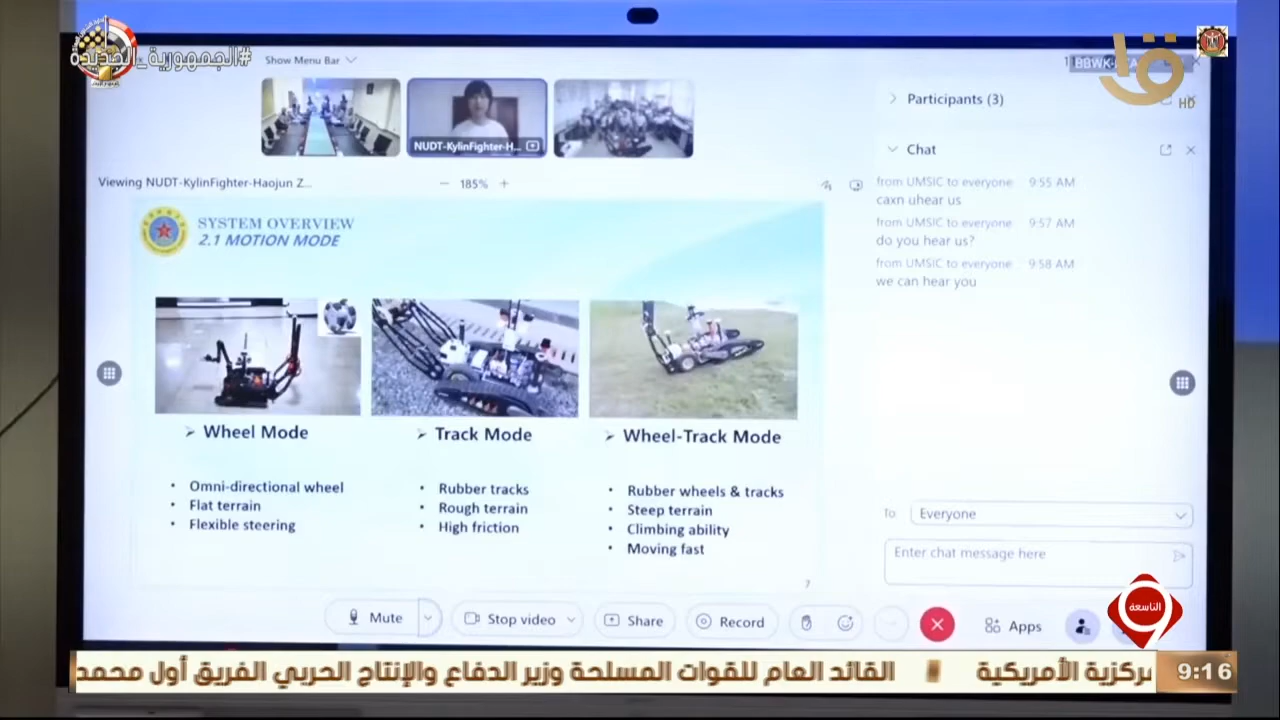 #الجمهورية_الجديدة
Show Menu Bar
HD
NUDT-KylinFighter-H...
Participants (3)
Chat
Viewing NUDT-KylinFighter-Haojun Z...
185%
from UMSIC to everyone 9:55 AM
caxn uhear us
from UMSIC to everyone 9:57 AM
do you hear us?
from UMSIC to everyone 9:58 AM
we can hear you
SYSTEM OVERVIEW
2.1 MOTION MODE
Wheel Mode
• Omni-directional wheel
• Flat terrain
• Flexible steering
Track Mode
• Rubber tracks
• Rough terrain
• High friction
Wheel-Track Mode
• Rubber wheels & tracks
• Steep terrain
• Climbing ability
• Moving fast
7
To: Everyone
Enter chat message here
Mute
Stop video
Share
Record
Apps
التاسعة
9
بركزية الأمريكية
القائد العام للقوات المسلحة وزير الدفاع والإنتاج الحربي الفريق أول محمد
9:16